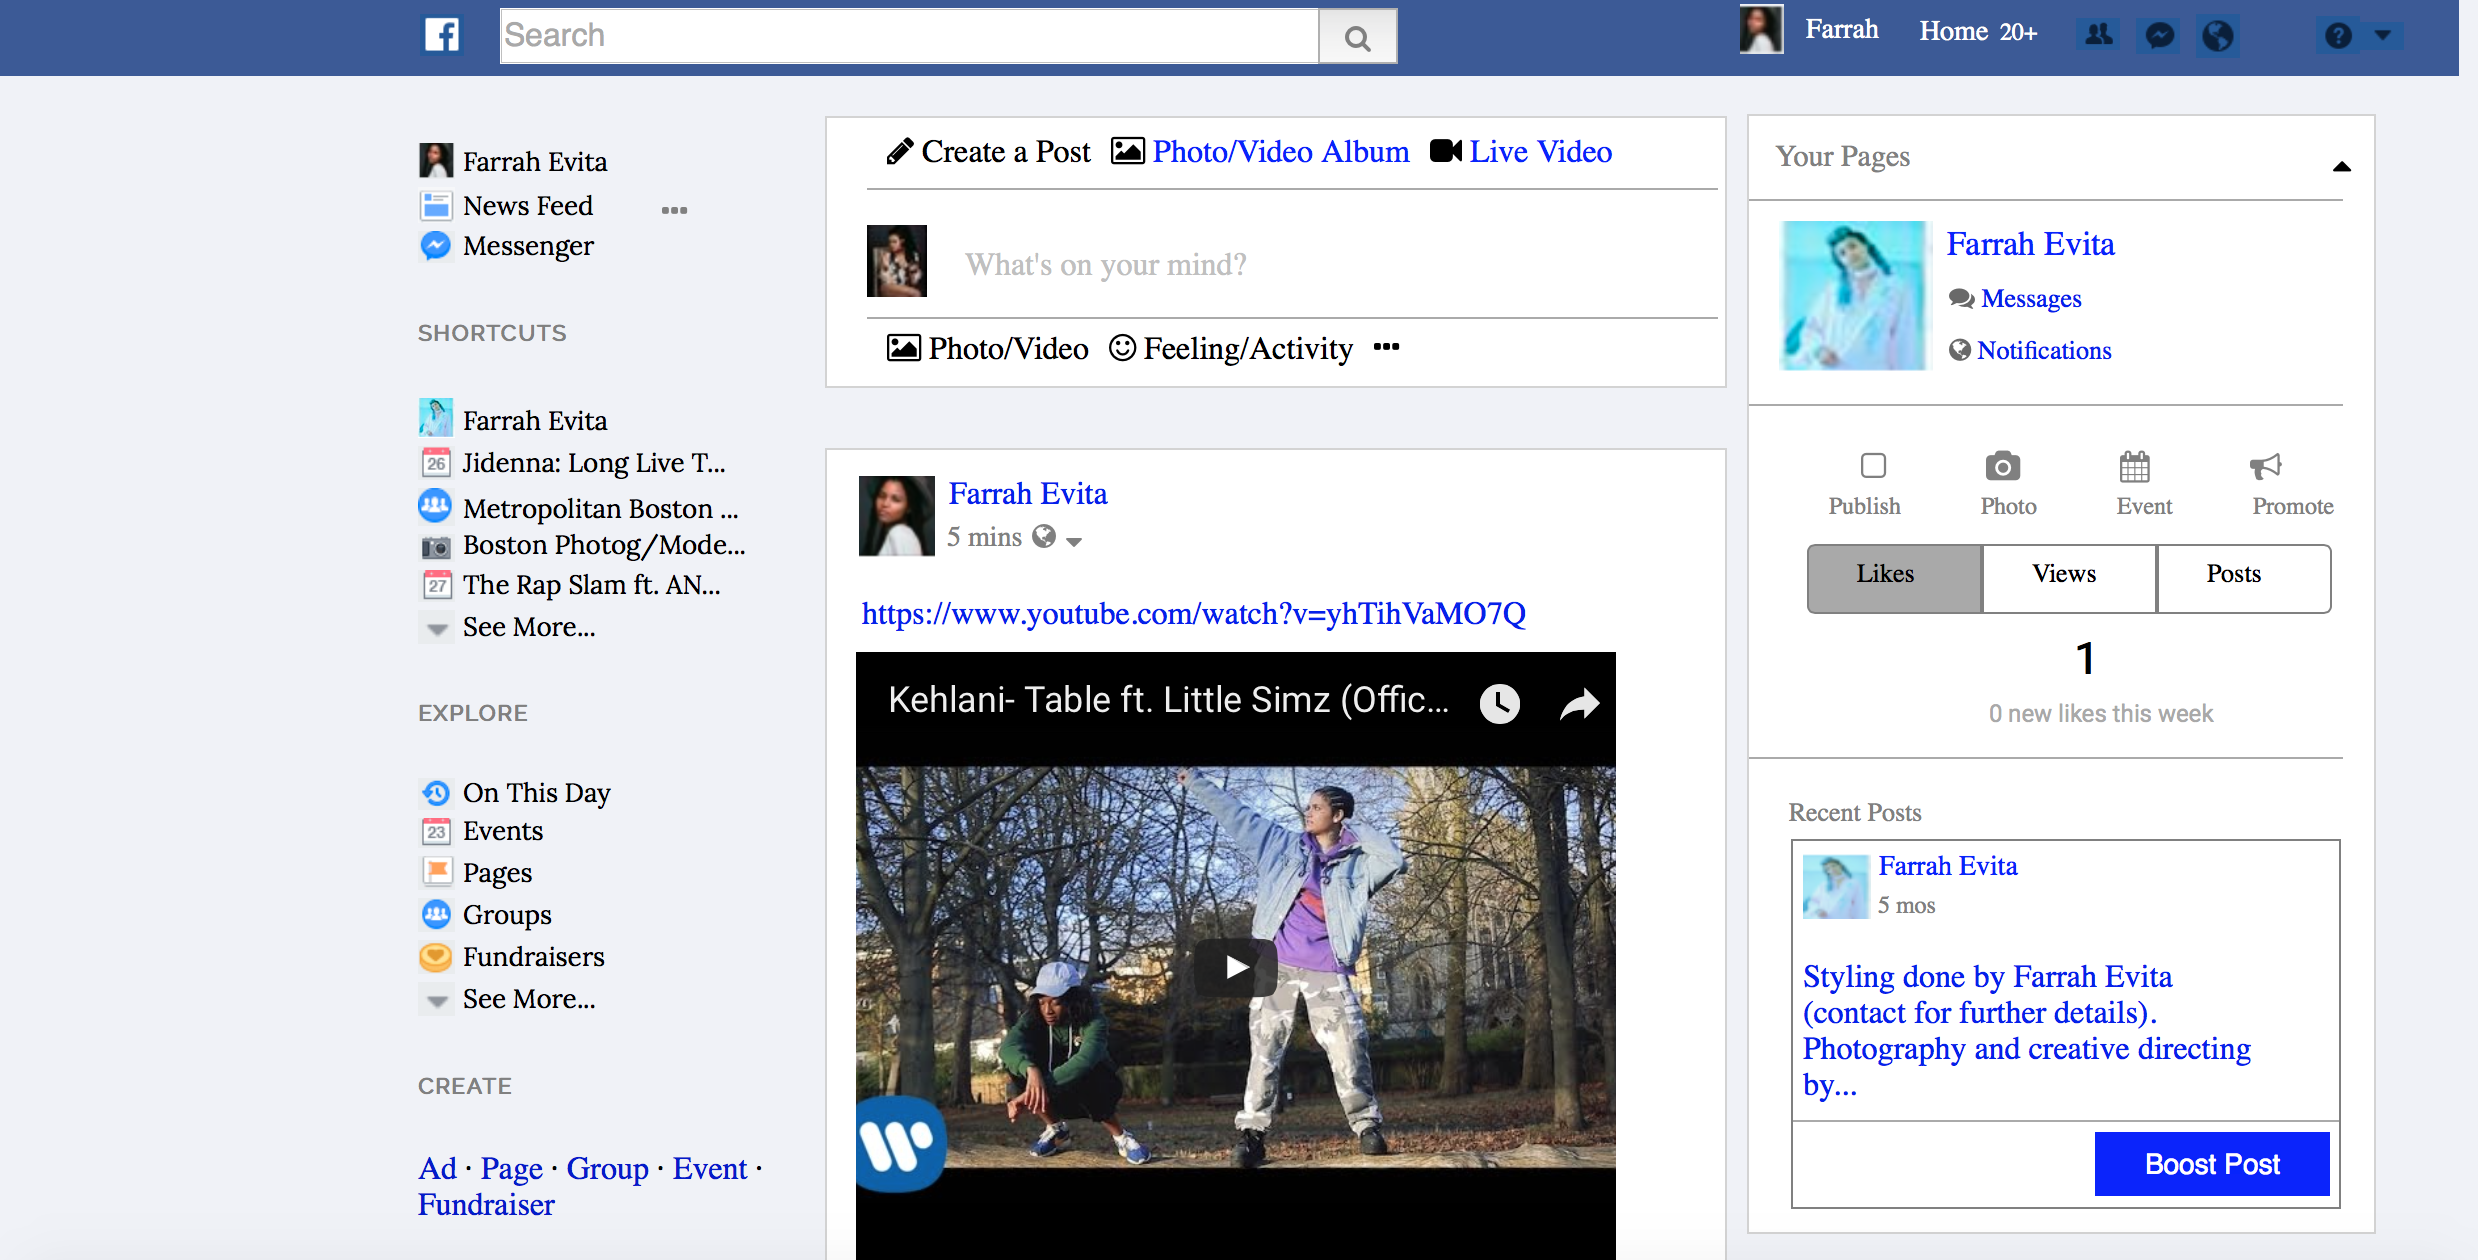 Search
Farrah
Home 20+
Farrah Evita
News Feed
Messenger
SHORTCUTS
Farrah Evita
26 Jidenna: Long Live T...
Metropolitan Boston ...
Boston Photog/Mode...
27 The Rap Slam ft. AN...
See More...
EXPLORE
On This Day
23 Events
Pages
Groups
Fundraisers
See More...
CREATE
Ad · Page · Group · Event ·
Fundraiser
Create a Post Photo/Video Album Live Video
What's on your mind?
Photo/Video Feeling/Activity
Farrah Evita
5 mins
https://www.youtube.com/watch?v=yhTihVaMO7Q
Kehlani- Table ft. Little Simz (Offic...
Your Pages
Farrah Evita
Messages
Notifications
Publish Photo Event Promote
Likes Views Posts
1
0 new likes this week
Recent Posts
Farrah Evita
5 mos
Styling done by Farrah Evita
(contact for further details).
Photography and creative directing
by...
Boost Post